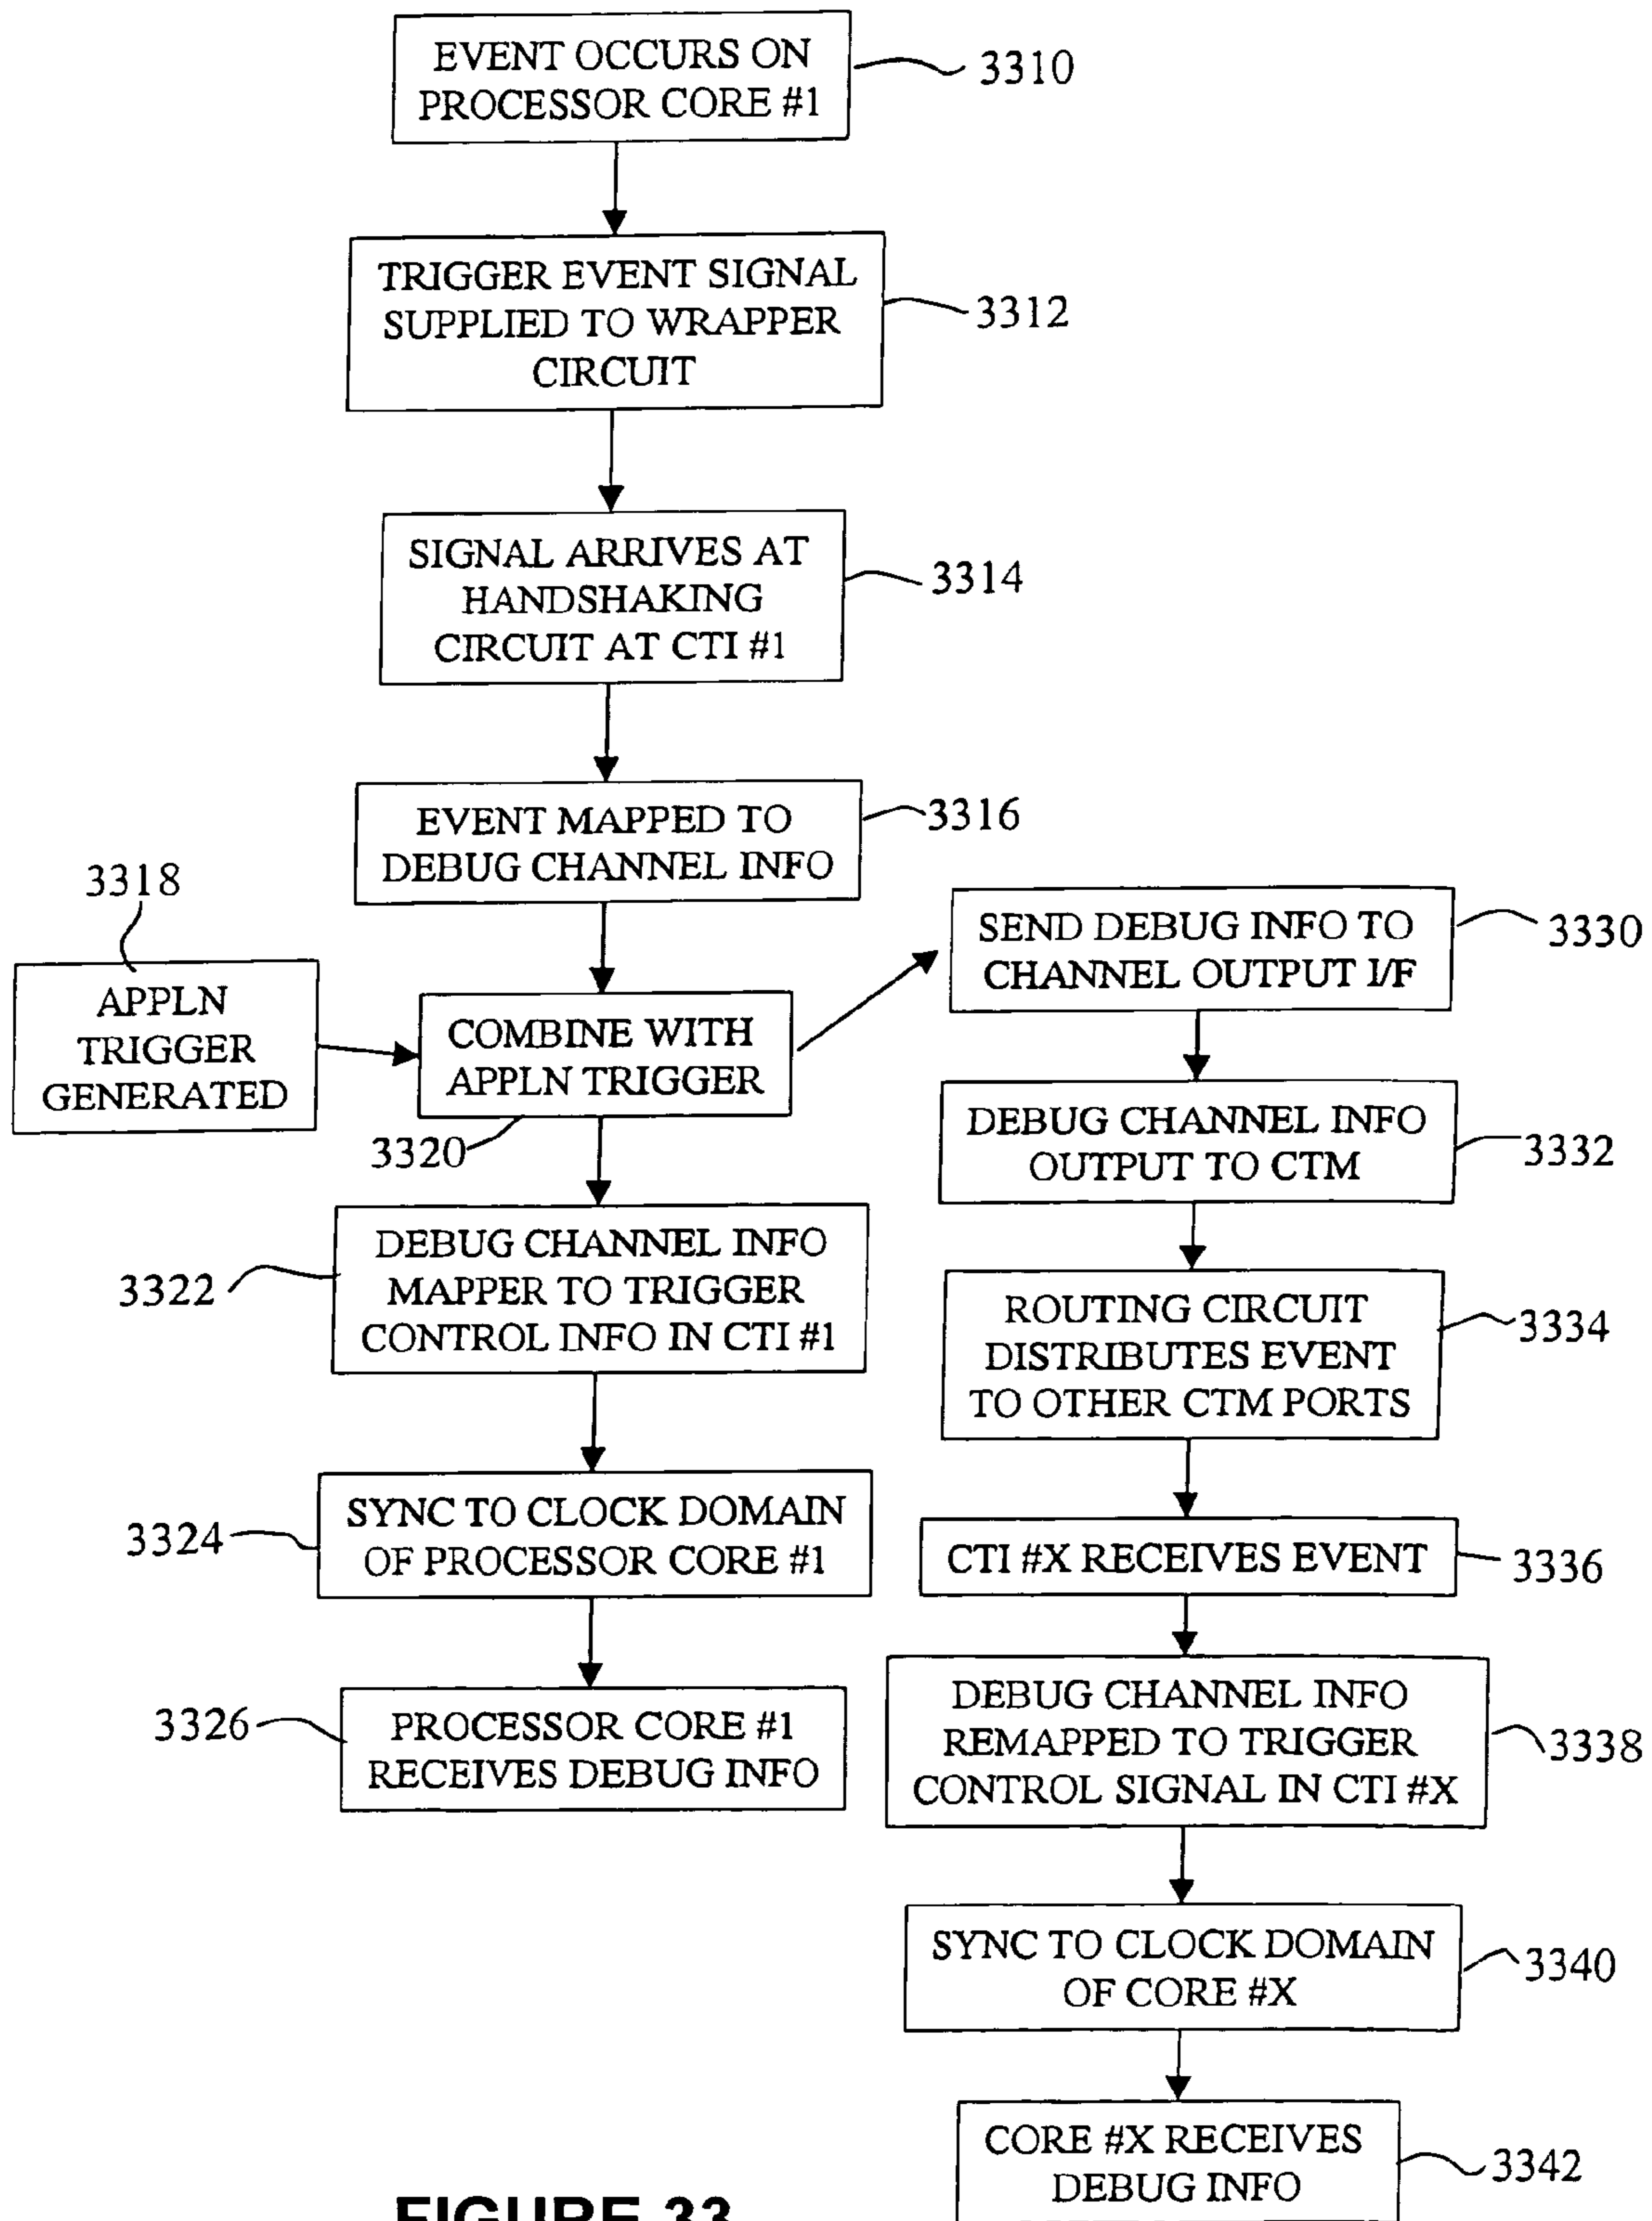 EVENT OCCURS ON
PROCESSOR CORE #1
3310
TRIGGER EVENT SIGNAL
SUPPLIED TO WRAPPER
CIRCUIT
3312
SIGNAL ARRIVES AT
HANDSHAKING
CIRCUIT AT CTI #1
3314
EVENT MAPPED TO
DEBUG CHANNEL INFO
3316
3318
APPLN
TRIGGER
GENERATED
COMBINE WITH
APPLN TRIGGER
3320
DEBUG CHANNEL INFO
MAPPER TO TRIGGER
CONTROL INFO IN CTI #1
3322
SYNC TO CLOCK DOMAIN
OF PROCESSOR CORE #1
3324
PROCESSOR CORE #1
RECEIVES DEBUG INFO
3326
SEND DEBUG INFO TO
CHANNEL OUTPUT I/F
3330
DEBUG CHANNEL INFO
OUTPUT TO CTM
3332
ROUTING CIRCUIT
DISTRIBUTES EVENT
TO OTHER CTM PORTS
3334
CTI #X RECEIVES EVENT
3336
DEBUG CHANNEL INFO
REMAPPED TO TRIGGER
CONTROL SIGNAL IN CTI #X
3338
SYNC TO CLOCK DOMAIN
OF CORE #X
3340
CORE #X RECEIVES
DEBUG INFO
3342
FIGURE 33